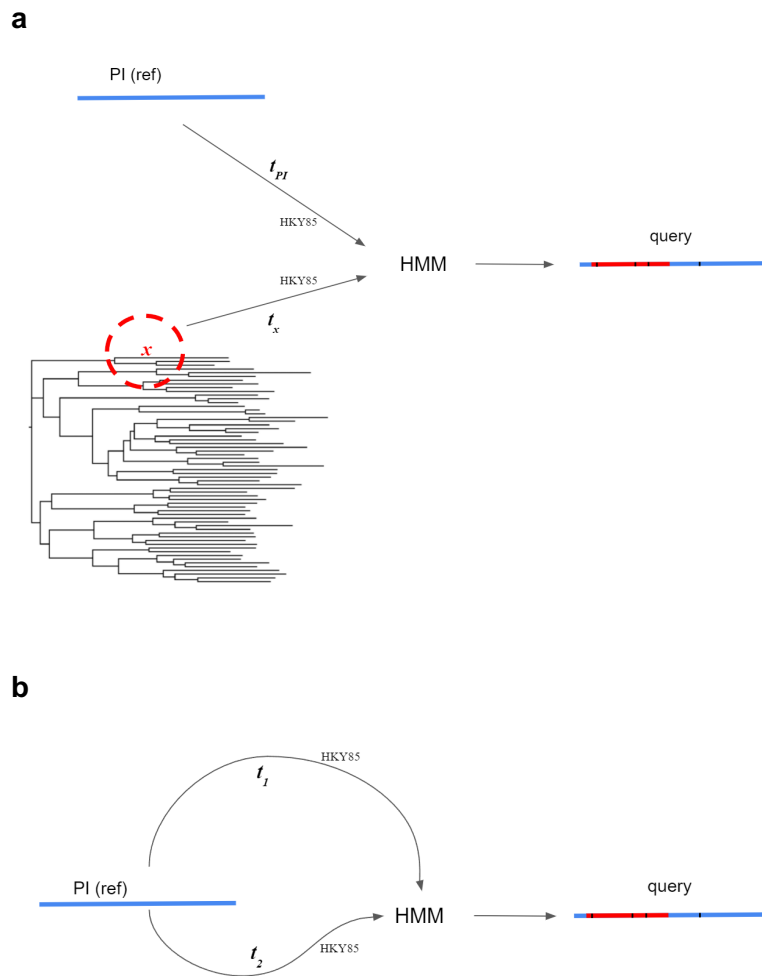 a
PI (ref)
t_PI
HKY85
HMM
query
HKY85
t_x
x
b
HKY85
t_1
PI (ref)
query
HMM
t_2
HKY85